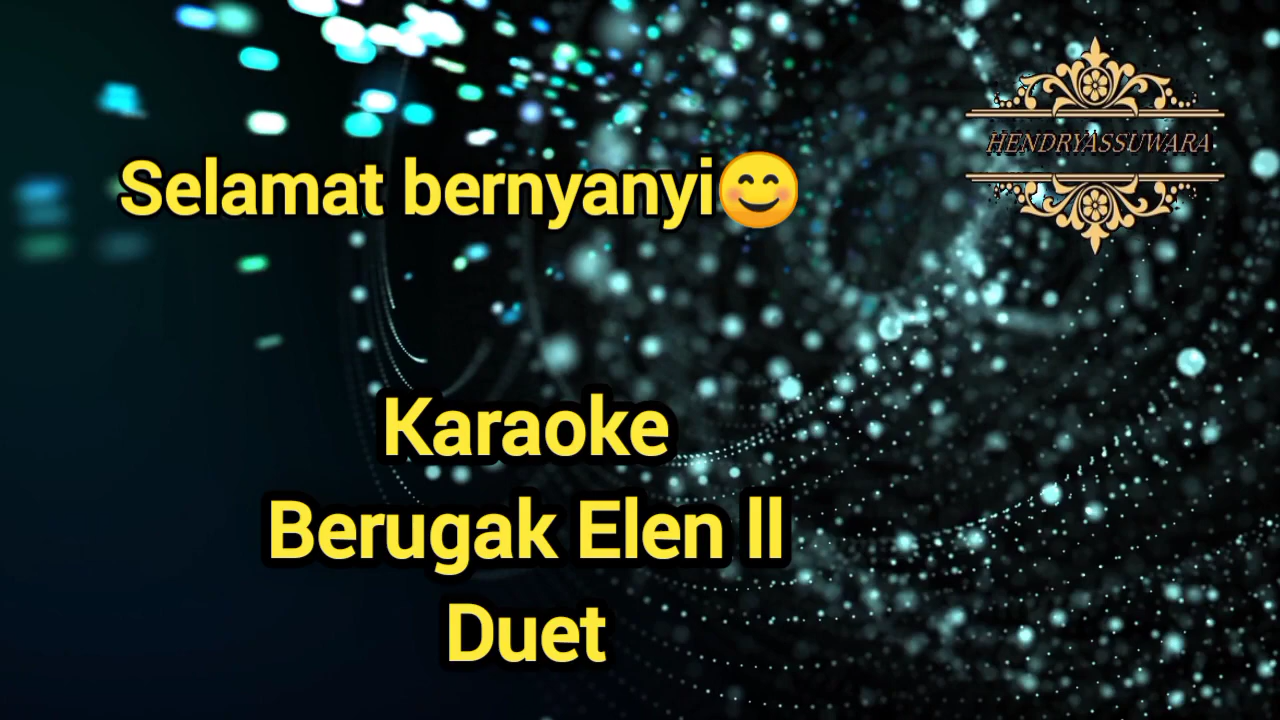 HENDRYASSUWARA
Selamat bernyanyi😊
Karaoke
Berugak Elen ll
Duet